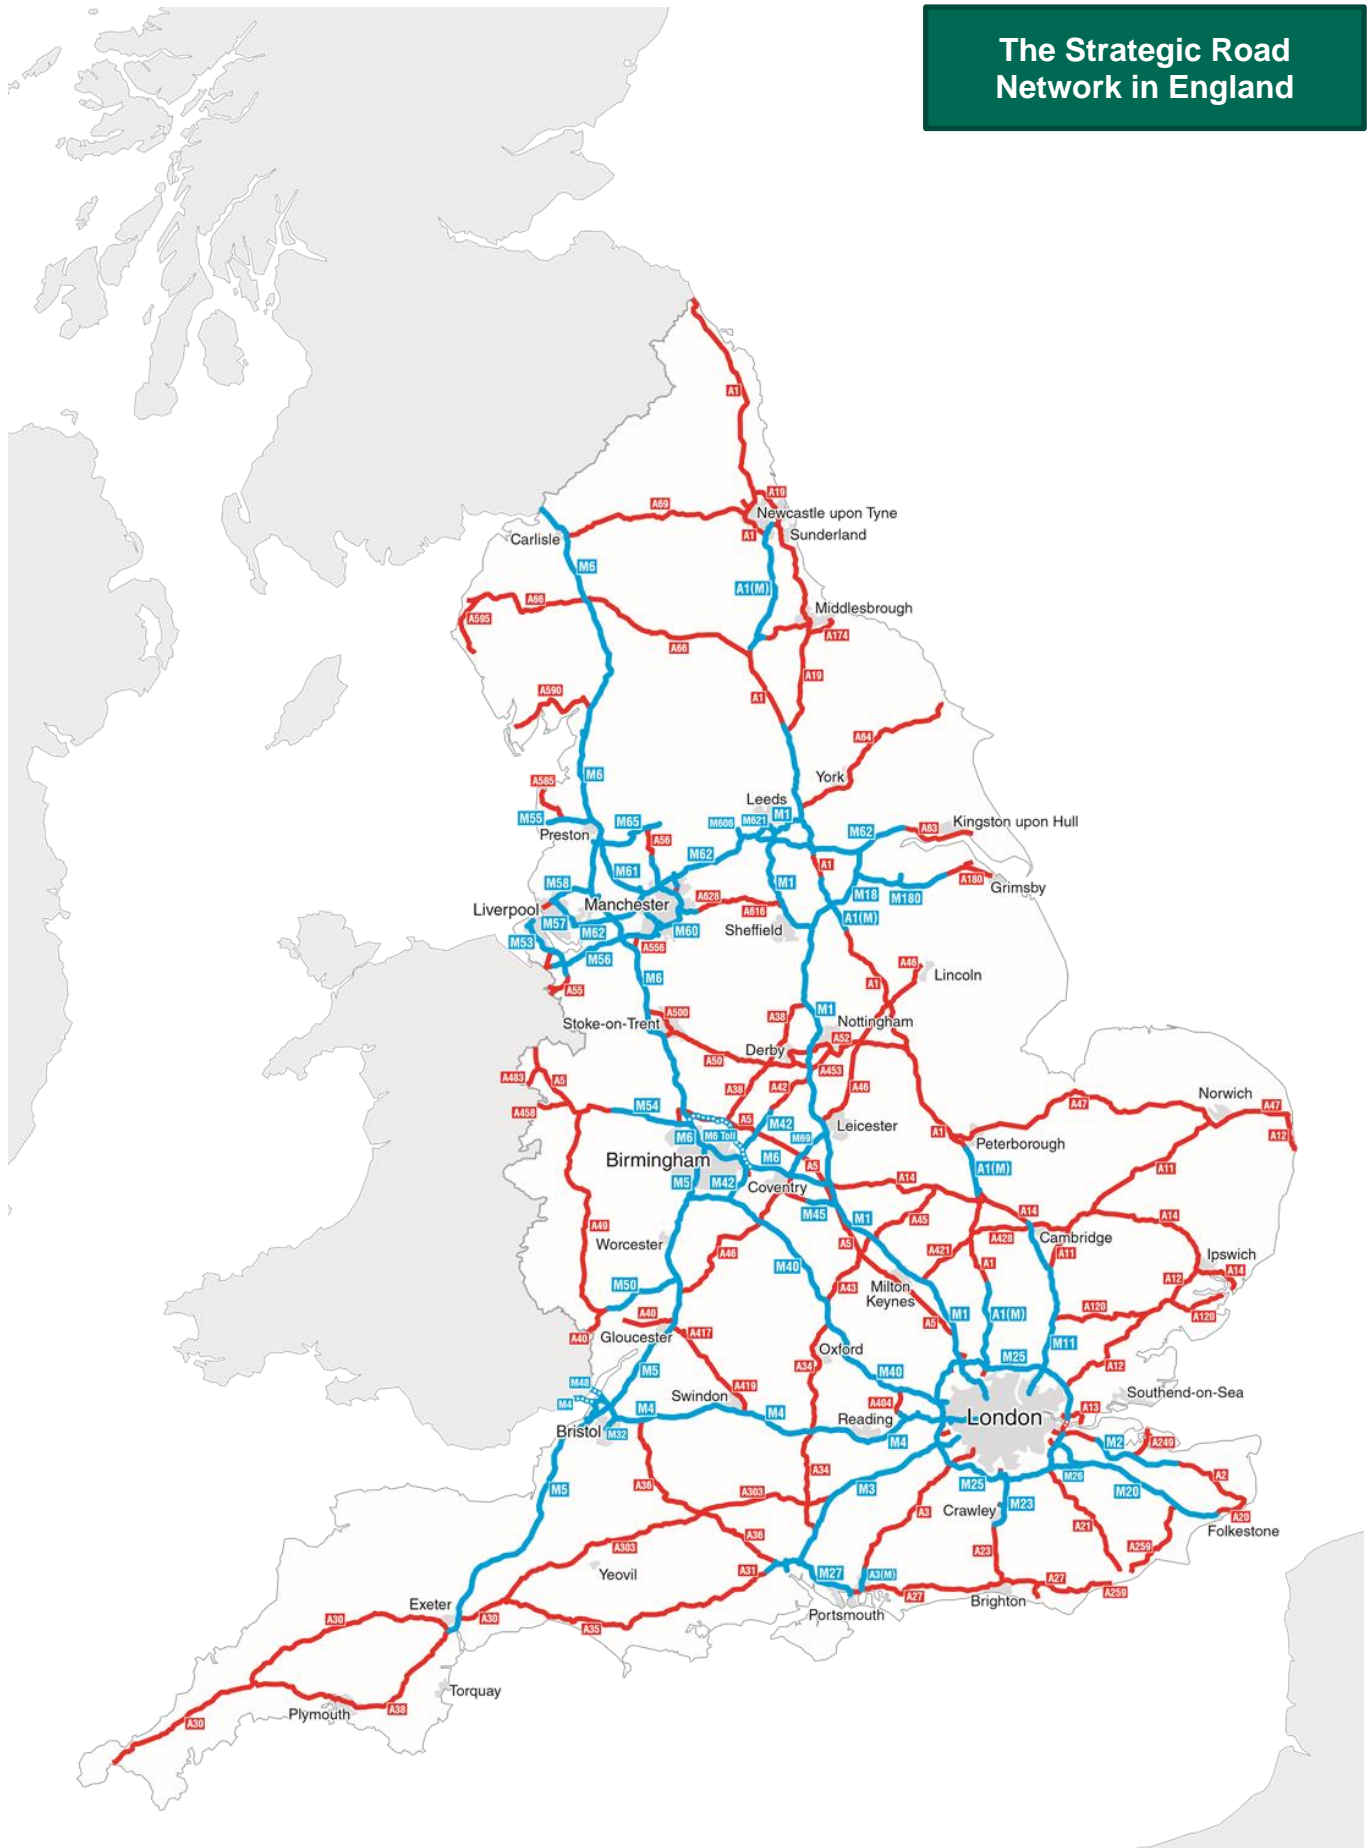 The Strategic Road
Network in England
A1
A19
A69
Newcastle upon Tyne
A1
Sunderland
Carlisle
M6
A1(M)
A66
Middlesbrough
A595
A174
A66
A19
A590
A1
A64
M6
York
A585
Leeds
M55
M65
M606
M621
M1
Kingston upon Hull
Preston
A56
M62
A63
M62
A1
M61
M58
M1
A180
Grimsby
M18
M180
A628
Liverpool
Manchester
A616
M57
A1(M)
M62
M60
Sheffield
M53
A556
M56
A46
Lincoln
M6
A55
A1
M1
A500
A38
Stoke-on-Trent
Nottingham
A52
Derby
A50
A453
A483
A5
A38
A42
A46
Norwich
M54
A47
A47
A458
A5
M42
Leicester
A12
M6
M6 Toll
M69
A1
Peterborough
Birmingham
M6
A5
A1(M)
A11
M5
M42
Coventry
A14
M45
M1
A45
A14
A14
A49
A428
Cambridge
Worcester
A46
A5
A421
A11
Ipswich
M40
A1
A14
M50
A43
Milton
Keynes
A12
A40
M1
A1(M)
A120
A120
A40
Gloucester
A417
A5
M11
Oxford
M25
M5
A34
M40
A12
M48
A419
Swindon
Southend-on-Sea
M4
M4
M4
A404
A13
Reading
London
Bristol
M32
M4
M2
A249
A34
M26
A2
M5
A36
A303
M3
M25
M20
M23
A3
Crawley
A21
A20
Folkestone
A36
A303
A23
A259
Yeovil
A31
M27
A3(M)
A27
A27
A259
Exeter
Portsmouth
Brighton
A30
A30
A35
Torquay
Plymouth
A38
A30